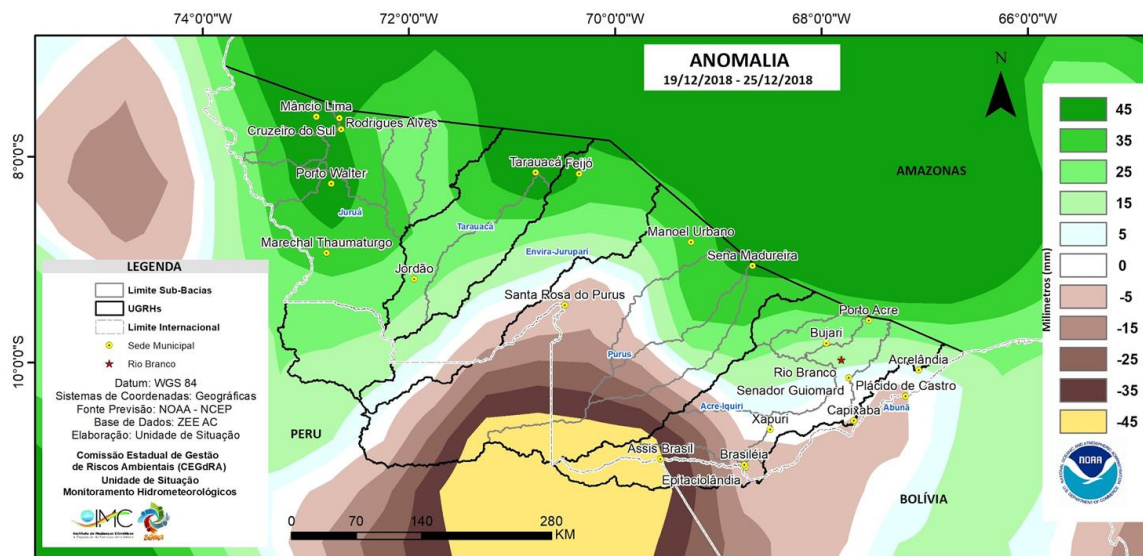 74°0'0"W 72°0'0"W 70°0'0"W 68°0'0"W 66°0'0"W
ANOMALIA
19/12/2018 - 25/12/2018
N
8°0'0"S
10°0'0"S
Mâncio Lima
Rodrigues Alves
Cruzeiro do Sul
Tarauacá
Feijó
AMAZONAS
Porto Walter
Juruá
Tarauacá
Manoel Urbano
Marechal Thaumaturgo
Envira-Jurupari
Sena Madureira
Jordão
Santa Rosa do Purus
Porto Acre
Bujari
Purus
Rio Branco
Acrelândia
Senador Guiomard
Plácido de Castro
Acre-Iquiri
Abunã
Capixaba
Xapuri
PERU
Assis Brasil
Brasiléia
Epitaciolândia
BOLÍVIA
LEGENDA
Limite Sub-Bacias
UGRHs
Limite Internacional
Sede Municipal
Rio Branco
Datum: WGS 84
Sistemas de Coordenadas: Geográficas
Fonte Previsão: NOAA - NCEP
Base de Dados: ZEE AC
Elaboração: Unidade de Situação
Comissão Estadual de Gestão
de Riscos Ambientais (CEGdRA)
Unidade de Situação
Monitoramento Hidrometeorológicos
IMC
0 70 140 280
KM
Milimetros (mm)
45
35
25
15
5
0
-5
-15
-25
-35
-45
NOAA